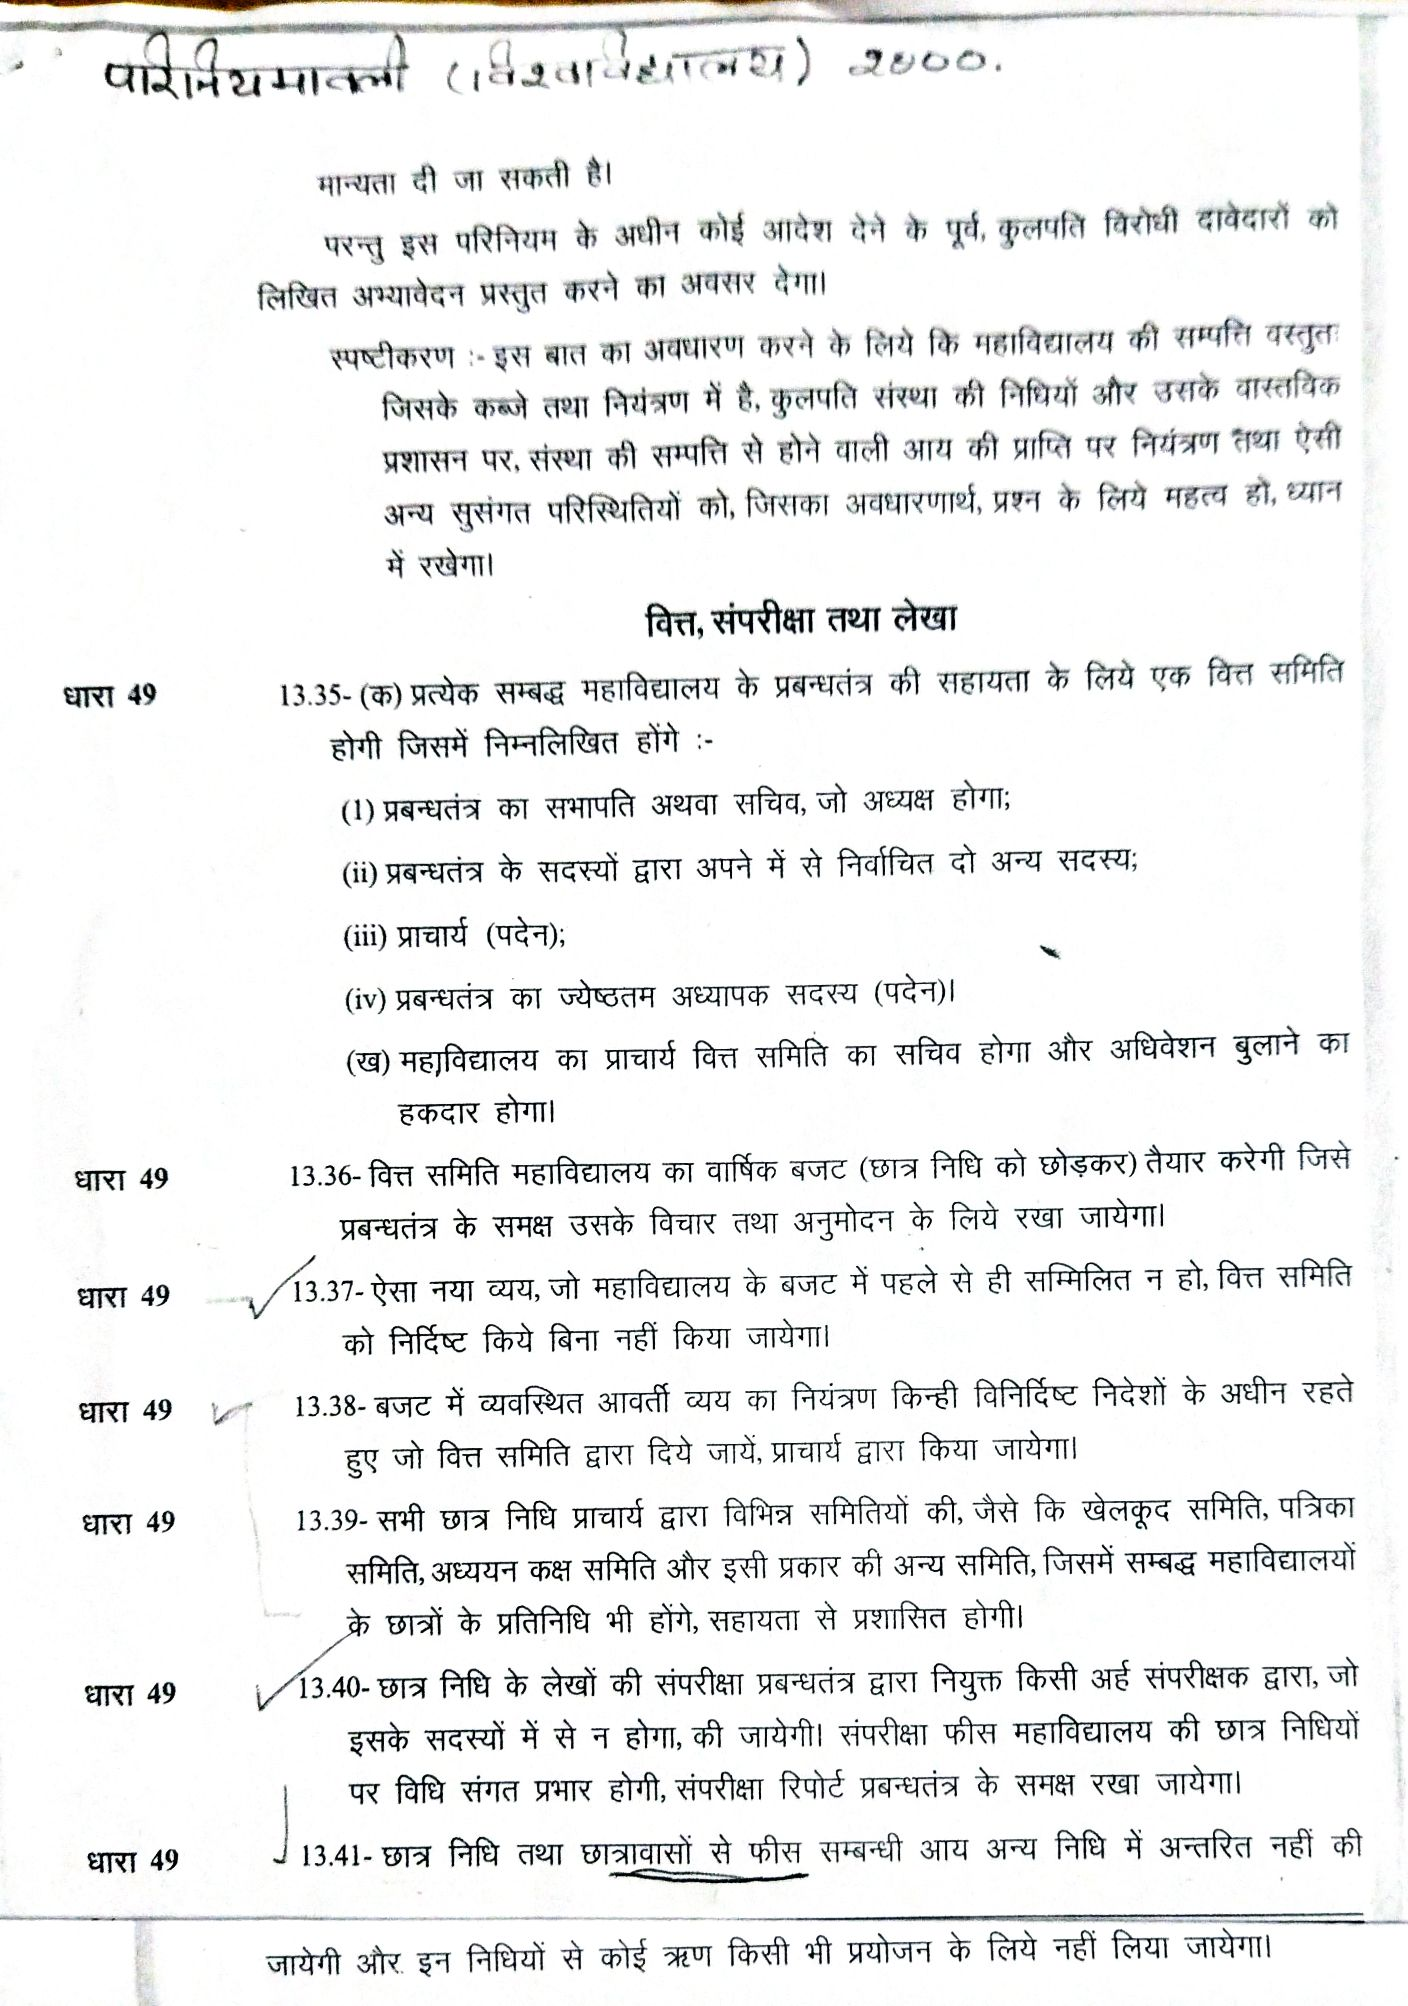 परिनियमावली (विश्वविद्यालय) 2000.
मान्यता दी जा सकती है।
परन्तु इस परिनियम के अधीन कोई आदेश देने के पूर्व, कुलपति विरोधी दावेदारों को
लिखित अभ्यावेदन प्रस्तुत करने का अवसर देगा।
स्पष्टीकरण :- इस बात का अवधारण करने के लिये कि महाविद्यालय की सम्पत्ति वस्तुतः
जिसके कब्जे तथा नियंत्रण में है, कुलपति संस्था की निधियों और उसके वास्तविक
प्रशासन पर, संस्था की सम्पत्ति से होने वाली आय की प्राप्ति पर नियंत्रण तथा ऐसी
अन्य सुसंगत परिस्थितियों को, जिसका अवधारणार्थ, प्रश्न के लिये महत्व हो, ध्यान
में रखेगा।
वित्त, संपरीक्षा तथा लेखा
धारा 49 13.35- (क) प्रत्येक सम्बद्ध महाविद्यालय के प्रबन्धतंत्र की सहायता के लिये एक वित्त समिति
होगी जिसमें निम्नलिखित होंगे :-
(1) प्रबन्धतंत्र का सभापति अथवा सचिव, जो अध्यक्ष होगा;
(ii) प्रबन्धतंत्र के सदस्यों द्वारा अपने में से निर्वाचित दो अन्य सदस्य;
(iii) प्राचार्य (पदेन);
(iv) प्रबन्धतंत्र का ज्येष्ठतम अध्यापक सदस्य (पदेन)।
(ख) महाविद्यालय का प्राचार्य वित्त समिति का सचिव होगा और अधिवेशन बुलाने का
हकदार होगा।
धारा 49 13.36- वित्त समिति महाविद्यालय का वार्षिक बजट (छात्र निधि को छोड़कर) तैयार करेगी जिसे
प्रबन्धतंत्र के समक्ष उसके विचार तथा अनुमोदन के लिये रखा जायेगा।
धारा 49 13.37- ऐसा नया व्यय, जो महाविद्यालय के बजट में पहले से ही सम्मिलित न हो, वित्त समिति
को निर्दिष्ट किये बिना नहीं किया जायेगा।
धारा 49 13.38- बजट में व्यवस्थित आवर्ती व्यय का नियंत्रण किन्ही विनिर्दिष्ट निदेशों के अधीन रहते
हुए जो वित्त समिति द्वारा दिये जायें, प्राचार्य द्वारा किया जायेगा।
धारा 49 13.39- सभी छात्र निधि प्राचार्य द्वारा विभिन्न समितियों की, जैसे कि खेलकूद समिति, पत्रिका
समिति, अध्ययन कक्ष समिति और इसी प्रकार की अन्य समिति, जिसमें सम्बद्ध महाविद्यालयों
के छात्रों के प्रतिनिधि भी होंगे, सहायता से प्रशासित होगी।
धारा 49 13.40- छात्र निधि के लेखों की संपरीक्षा प्रबन्धतंत्र द्वारा नियुक्त किसी अर्ह संपरीक्षक द्वारा, जो
इसके सदस्यों में से न होगा, की जायेगी। संपरीक्षा फीस महाविद्यालय की छात्र निधियों
पर विधि संगत प्रभार होगी, संपरीक्षा रिपोर्ट प्रबन्धतंत्र के समक्ष रखा जायेगा।
धारा 49 13.41- छात्र निधि तथा छात्रावासों से फीस सम्बन्धी आय अन्य निधि में अन्तरित नहीं की
जायेगी और इन निधियों से कोई ऋण किसी भी प्रयोजन के लिये नहीं लिया जायेगा।